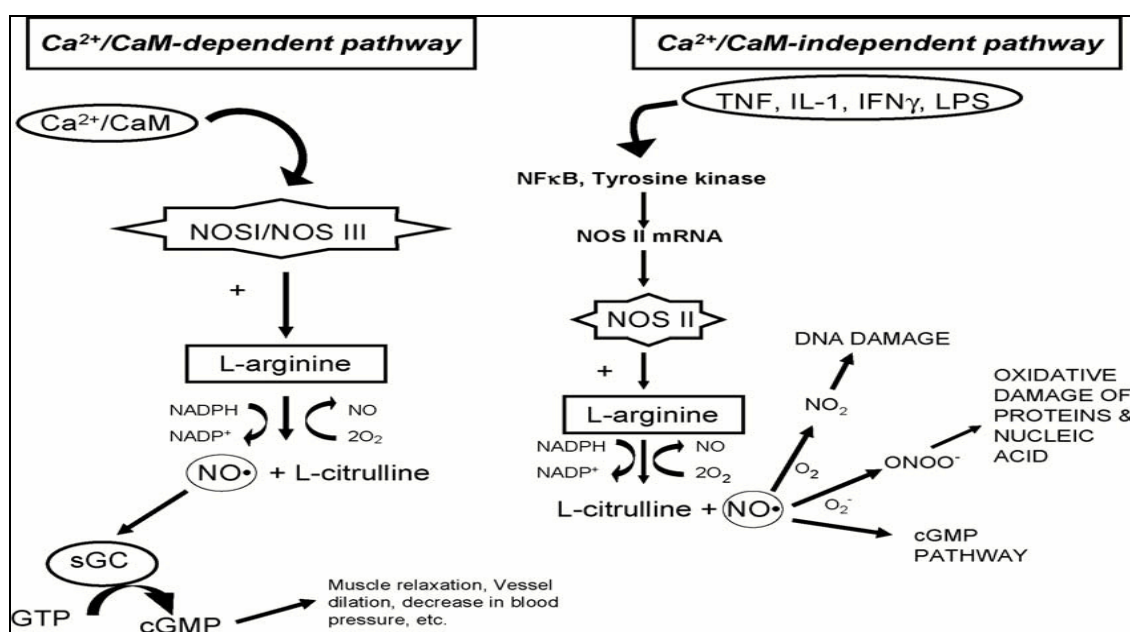 Ca²⁺/CaM-dependent pathway
Ca²⁺/CaM
NOSI/NOS III
+
L-arginine
NADPH
NO
NADP⁺
2O₂
NO• + L-citrulline
sGC
GTP
cGMP
Muscle relaxation, Vessel
dilation, decrease in blood
pressure, etc.
Ca²⁺/CaM-independent pathway
TNF, IL-1, IFNγ, LPS
NFκB, Tyrosine kinase
NOS II mRNA
NOS II
+
L-arginine
NADPH
NO
NADP⁺
2O₂
L-citrulline + NO•
O₂
NO₂
DNA DAMAGE
O₂⁻
ONOO⁻
OXIDATIVE
DAMAGE OF
PROTEINS &
NUCLEIC
ACID
cGMP
PATHWAY